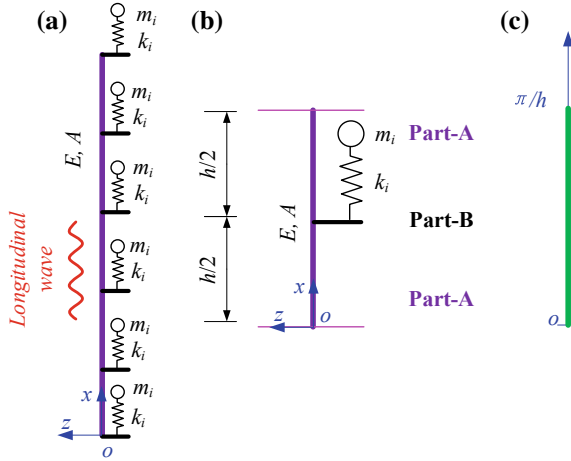 (a)
m_i
k_i
m_i
k_i
E, A
m_i
k_i
Longitudinal
wave
m_i
k_i
m_i
k_i
x
m_i
k_i
z
o
(b)
h/2
h/2
E, A
m_i
k_i
Part-A
Part-B
Part-A
x
z
o
(c)
π/h
o